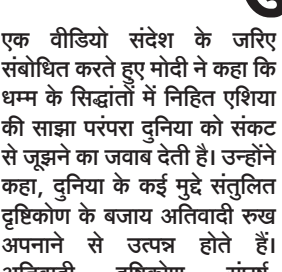 एक वीडियो संदेश के जरिए
संबोधित करते हुए मोदी ने कहा कि
धम्म के सिद्धांतों में निहित एशिया
की साझा परंपरा दुनिया को संकट
से जूझने का जवाब देती है। उन्होंने
कहा, दुनिया के कई मुद्दे संतुलित
दृष्टिकोण के बजाय अतिवादी रुख
अपनाने से उत्पन्न होते हैं।